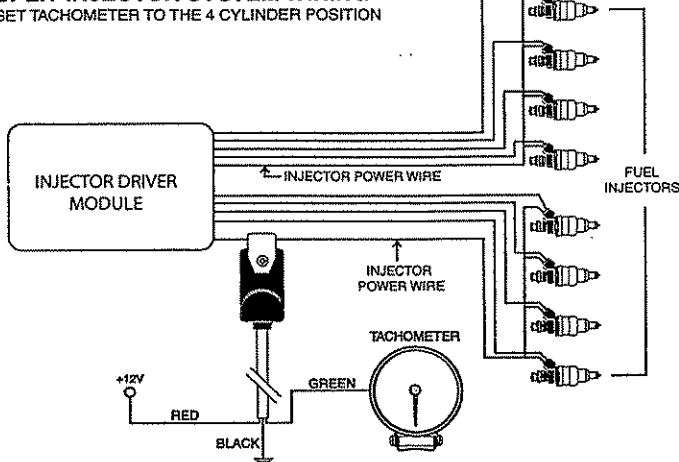 SET TACHOMETER TO THE 4 CYLINDER POSITION
INJECTOR DRIVER
MODULE
INJECTOR POWER WIRE
FUEL
INJECTORS
INJECTOR
POWER WIRE
TACHOMETER
+12V
GREEN
RED
BLACK